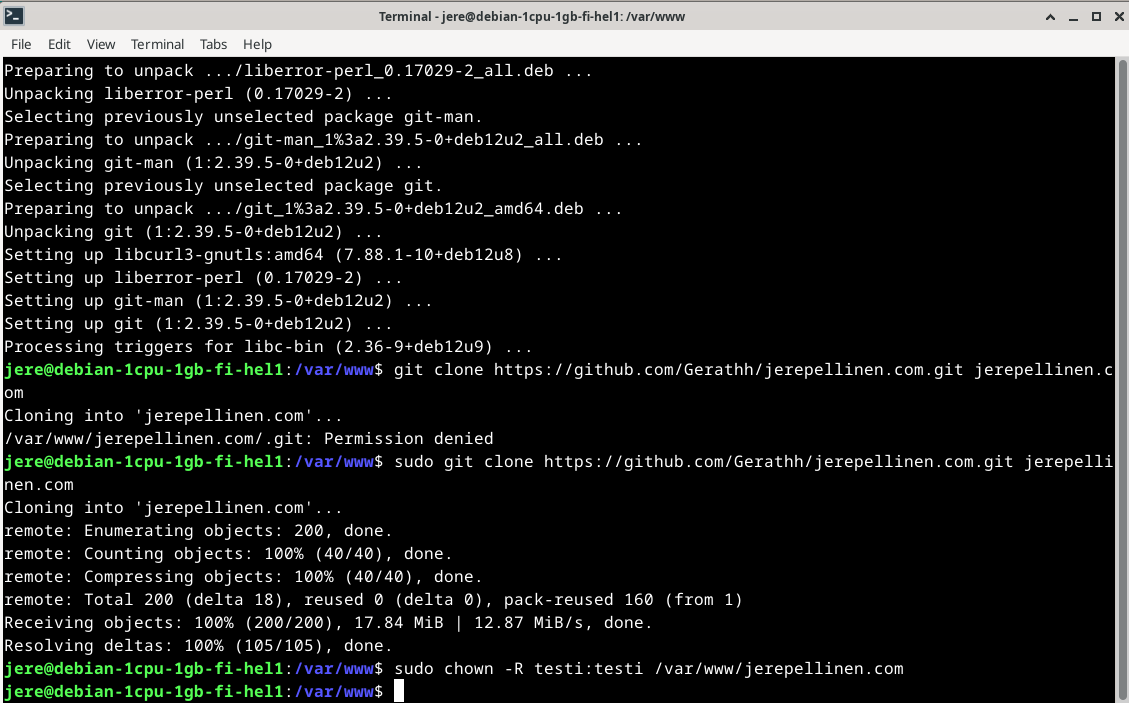 Terminal - jere@debian-1cpu-1gb-fi-hel1: /var/www
File Edit View Terminal Tabs Help
Preparing to unpack .../liberror-perl_0.17029-2_all.deb ...
Unpacking liberror-perl (0.17029-2) ...
Selecting previously unselected package git-man.
Preparing to unpack .../git-man_1%3a2.39.5-0+deb12u2_all.deb ...
Unpacking git-man (1:2.39.5-0+deb12u2) ...
Selecting previously unselected package git.
Preparing to unpack .../git_1%3a2.39.5-0+deb12u2_amd64.deb ...
Unpacking git (1:2.39.5-0+deb12u2) ...
Setting up libcurl3-gnutls:amd64 (7.88.1-10+deb12u8) ...
Setting up liberror-perl (0.17029-2) ...
Setting up git-man (1:2.39.5-0+deb12u2) ...
Setting up git (1:2.39.5-0+deb12u2) ...
Processing triggers for libc-bin (2.36-9+deb12u9) ...
jere@debian-1cpu-1gb-fi-hel1:/var/www$ git clone https://github.com/Gerathh/jerepellinen.com.git jerepellinen.c
om
Cloning into 'jerepellinen.com'...
/var/www/jerepellinen.com/.git: Permission denied
jere@debian-1cpu-1gb-fi-hel1:/var/www$ sudo git clone https://github.com/Gerathh/jerepellinen.com.git jerepelli
nen.com
Cloning into 'jerepellinen.com'...
remote: Enumerating objects: 200, done.
remote: Counting objects: 100% (40/40), done.
remote: Compressing objects: 100% (40/40), done.
remote: Total 200 (delta 18), reused 0 (delta 0), pack-reused 160 (from 1)
Receiving objects: 100% (200/200), 17.84 MiB | 12.87 MiB/s, done.
Resolving deltas: 100% (105/105), done.
jere@debian-1cpu-1gb-fi-hel1:/var/www$ sudo chown -R testi:testi /var/www/jerepellinen.com
jere@debian-1cpu-1gb-fi-hel1:/var/www$